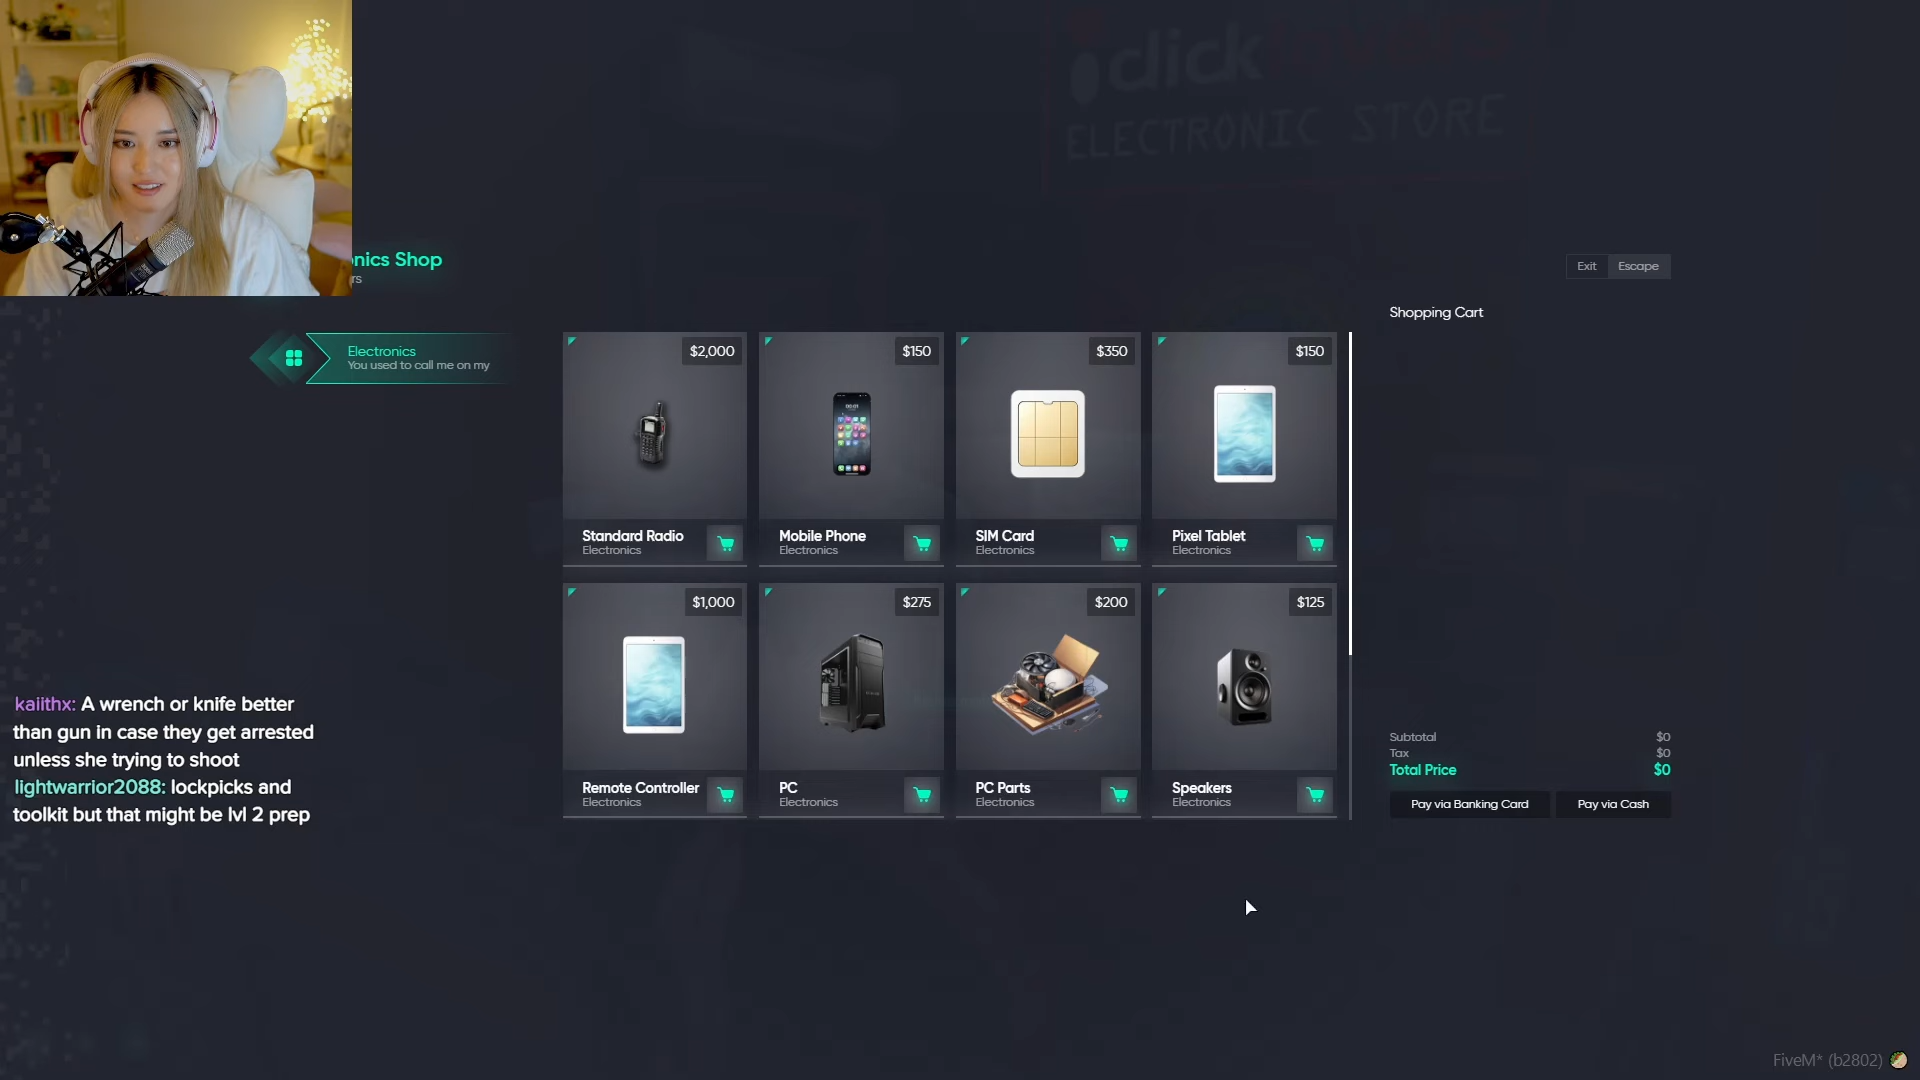 click
ELECTRONIC STORE
onics Shop
rs
Exit
Escape
Shopping Cart
Electronics
You used to call me on my
$2,000
$150
$350
$150
Standard Radio
Electronics
Mobile Phone
Electronics
SIM Card
Electronics
Pixel Tablet
Electronics
$1,000
$275
$200
$125
Remote Controller
Electronics
PC
Electronics
PC Parts
Electronics
Speakers
Electronics
kaiithx: A wrench or knife better
than gun in case they get arrested
unless she trying to shoot
lightwarrior2088: lockpicks and
toolkit but that might be lvl 2 prep
Subtotal $0
Tax $0
Total Price $0
Pay via Banking Card
Pay via Cash
FiveM* (b2802)